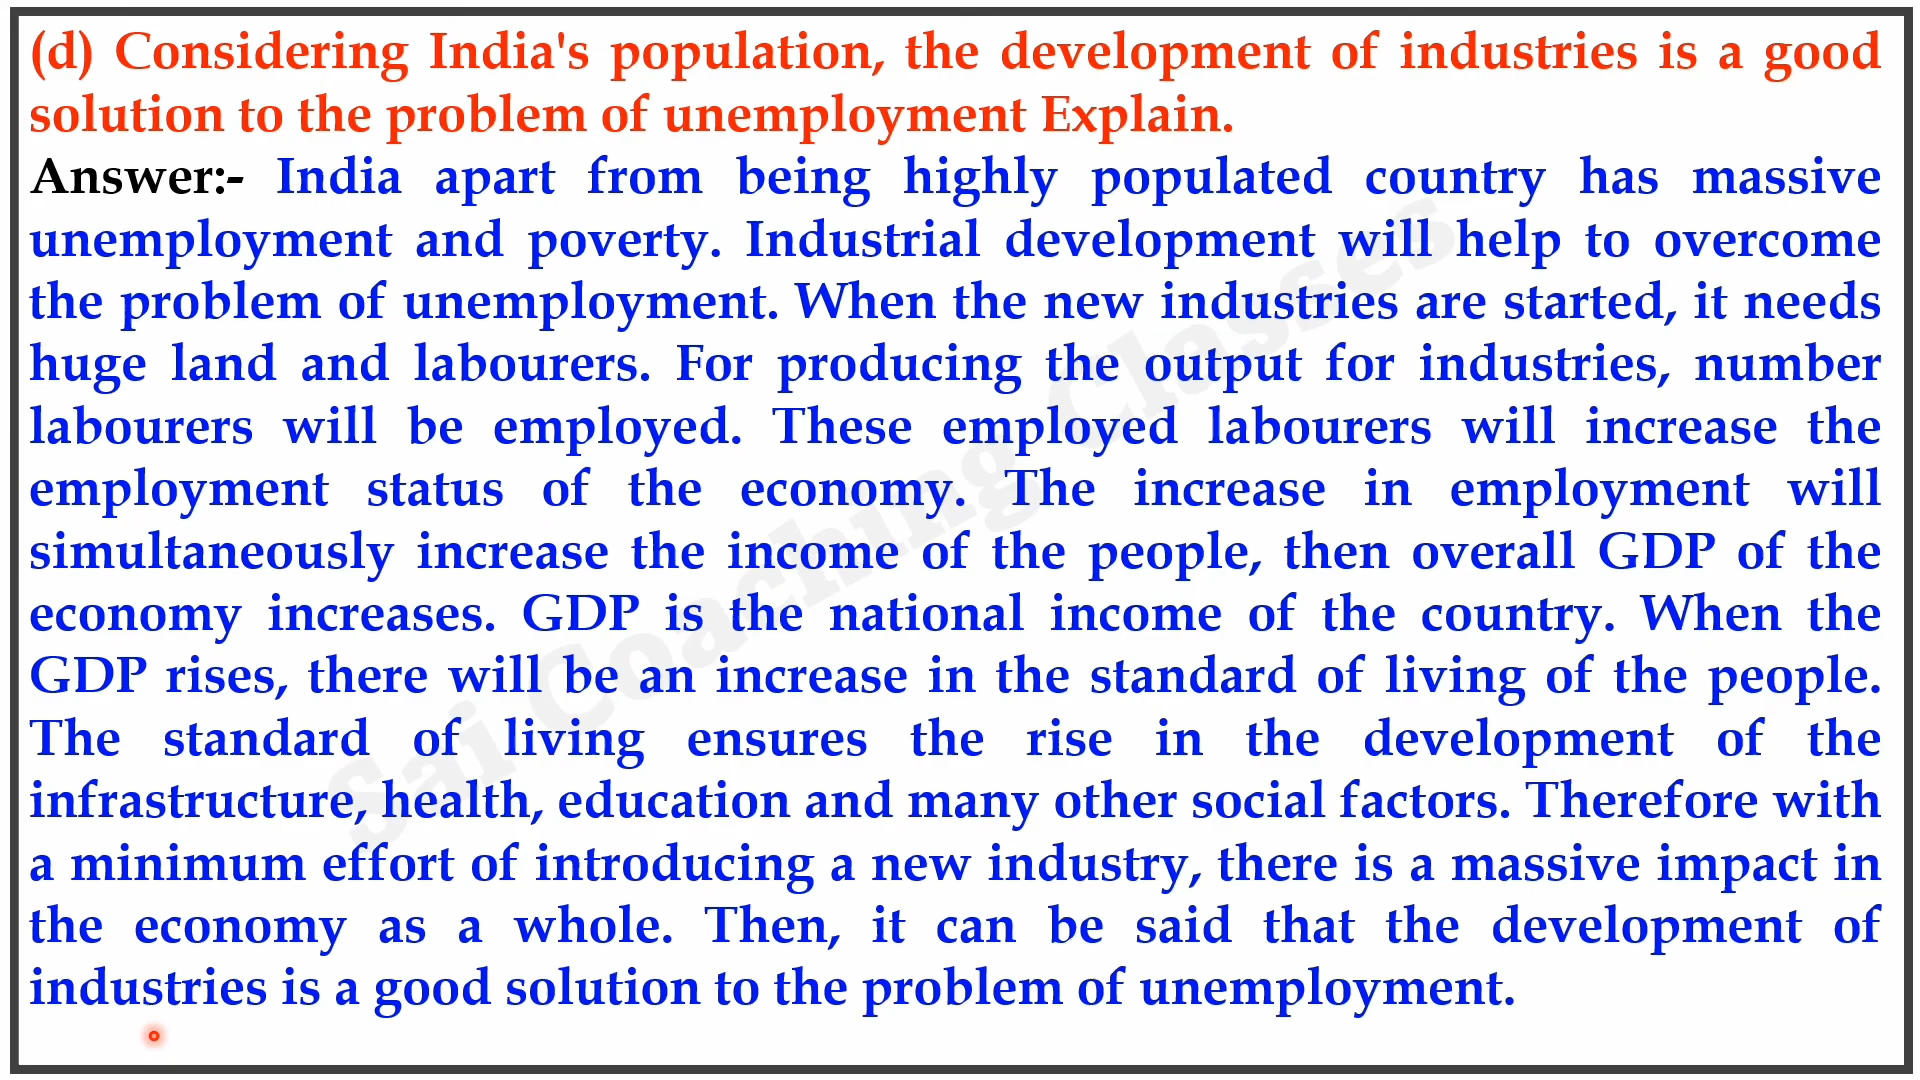 (d) Considering India's population, the development of industries is a good
solution to the problem of unemployment Explain.
Answer:- India apart from being highly populated country has massive
unemployment and poverty. Industrial development will help to overcome
the problem of unemployment. When the new industries are started, it needs
huge land and labourers. For producing the output for industries, number
labourers will be employed. These employed labourers will increase the
employment status of the economy. The increase in employment will
simultaneously increase the income of the people, then overall GDP of the
economy increases. GDP is the national income of the country. When the
GDP rises, there will be an increase in the standard of living of the people.
The standard of living ensures the rise in the development of the
infrastructure, health, education and many other social factors. Therefore with
a minimum effort of introducing a new industry, there is a massive impact in
the economy as a whole. Then, it can be said that the development of
industries is a good solution to the problem of unemployment.
Sai Coaching Classes